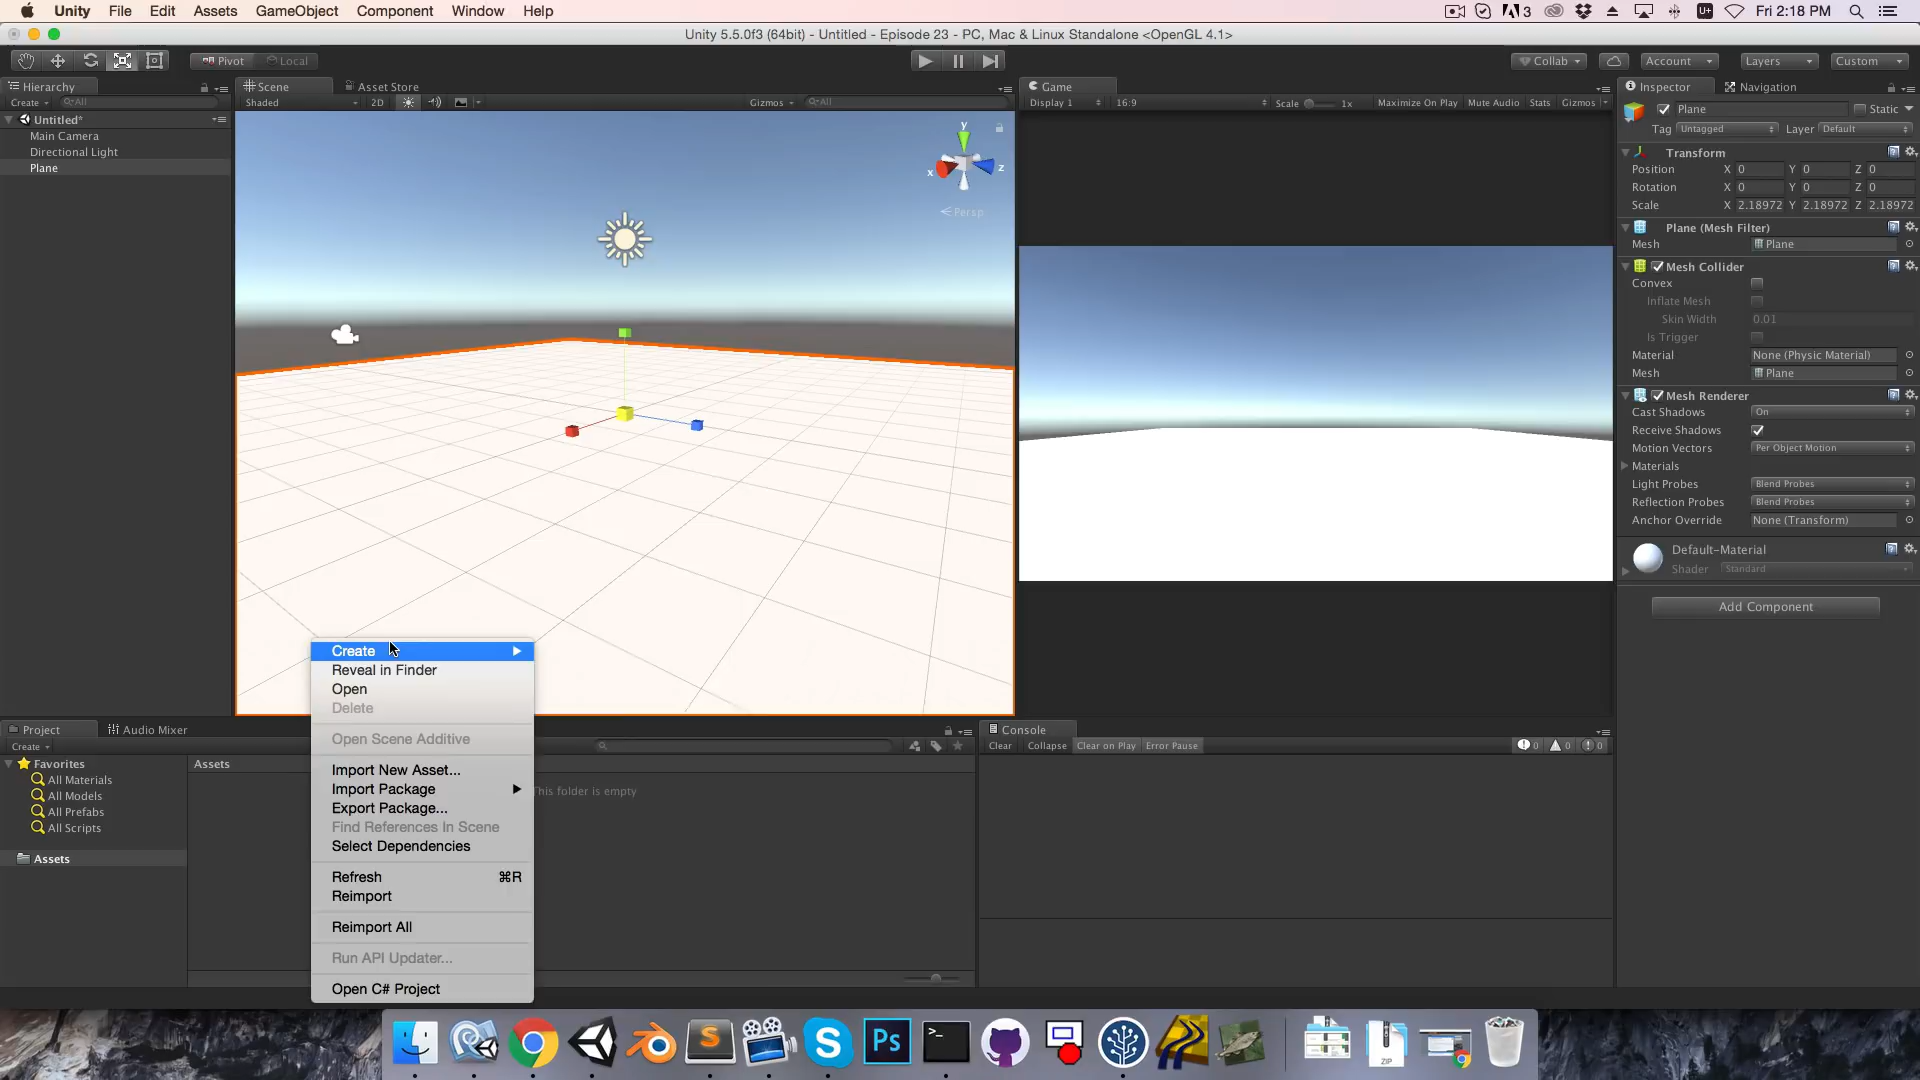 Unity File Edit Assets GameObject Component Window Help 3 U+ Fri 2:18 PM
Unity 5.5.0f3 (64bit) - Untitled - Episode 23 - PC, Mac & Linux Standalone <OpenGL 4.1>
Pivot Local Collab Account Layers Custom
Hierarchy Scene Asset Store Game Inspector Navigation
Create All Shaded 2D Gizmos All Display 1 16:9 Scale 1x Maximize On Play Mute Audio Stats Gizmos
Untitled*
Main Camera
Directional Light
Plane
y
x z
Persp
Plane Static
Tag Untagged Layer Default
Transform
Position X 0 Y 0 Z 0
Rotation X 0 Y 0 Z 0
Scale X 2.18972 Y 2.18972 Z 2.18972
Plane (Mesh Filter)
Mesh Plane
Mesh Collider
Convex
Inflate Mesh
Skin Width 0.01
Is Trigger
Material None (Physic Material)
Mesh Plane
Mesh Renderer
Cast Shadows On
Receive Shadows
Motion Vectors Per Object Motion
Materials
Light Probes Blend Probes
Reflection Probes Blend Probes
Anchor Override None (Transform)
Default-Material
Shader Standard
Add Component
Create
Reveal in Finder
Open
Delete
Open Scene Additive
Import New Asset...
Import Package
Export Package...
Find References In Scene
Select Dependencies
Refresh ⌘R
Reimport
Reimport All
Run API Updater...
Open C# Project
Project Audio Mixer
Create
Favorites
All Materials
All Models
All Prefabs
All Scripts
Assets
Assets
This folder is empty
Console
Clear Collapse Clear on Play Error Pause 0 0 0
S Ps >_ ZIP